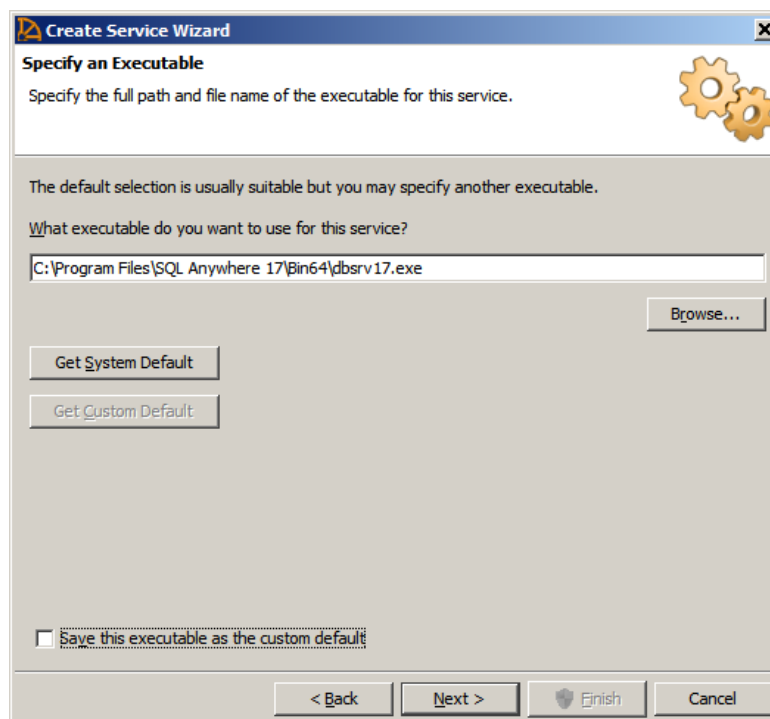 Create Service Wizard
Specify an Executable
Specify the full path and file name of the executable for this service.
The default selection is usually suitable but you may specify another executable.
What executable do you want to use for this service?
C:\Program Files\SQL Anywhere 17\Bin64\dbsrv17.exe
Browse...
Get System Default
Get Custom Default
Save this executable as the custom default
< Back
Next >
Finish
Cancel